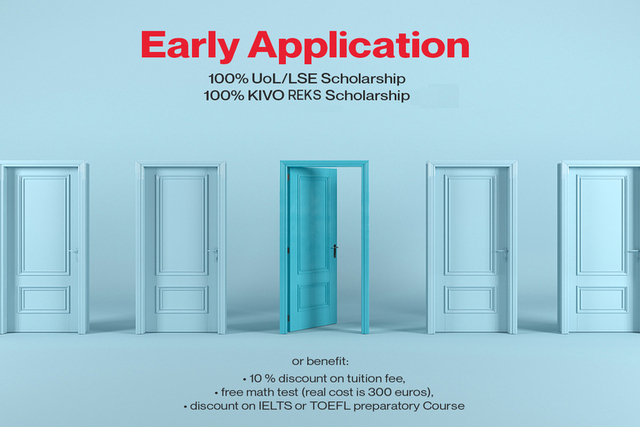 Early Application
100% UoL/LSE Scholarship
100% KIVO REKS Scholarship
or benefit:
• 10 % discount on tuition fee,
• free math test (real cost is 300 euros),
• discount on IELTS or TOEFL preparatory Course